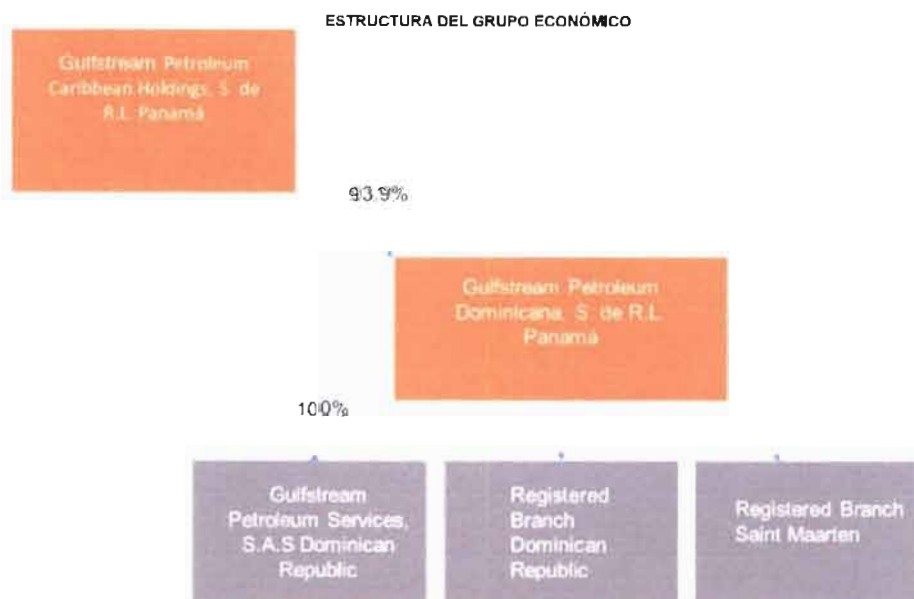 ESTRUCTURA DEL GRUPO ECONÓMICO
Gulfstream Petroleum
Caribbean Holdings, S. de
R.L. Panamá
93.9%
Gulfstream Petroleum
Dominicana, S. de R.L.
Panamá
100%
Gulfstream
Petroleum Services,
S.A.S Dominican
Republic
Registered
Branch
Dominican
Republic
Registered Branch
Saint Maarten